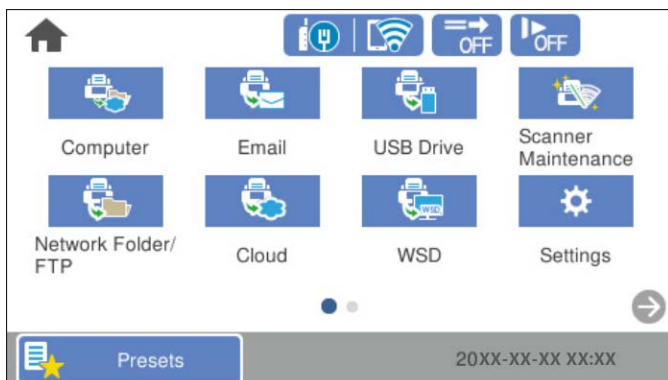 OFF
OFF
Computer
Email
USB Drive
Scanner
Maintenance
WSD
Network Folder/
FTP
Cloud
WSD
Settings
Presets
20XX-XX-XX XX:XX